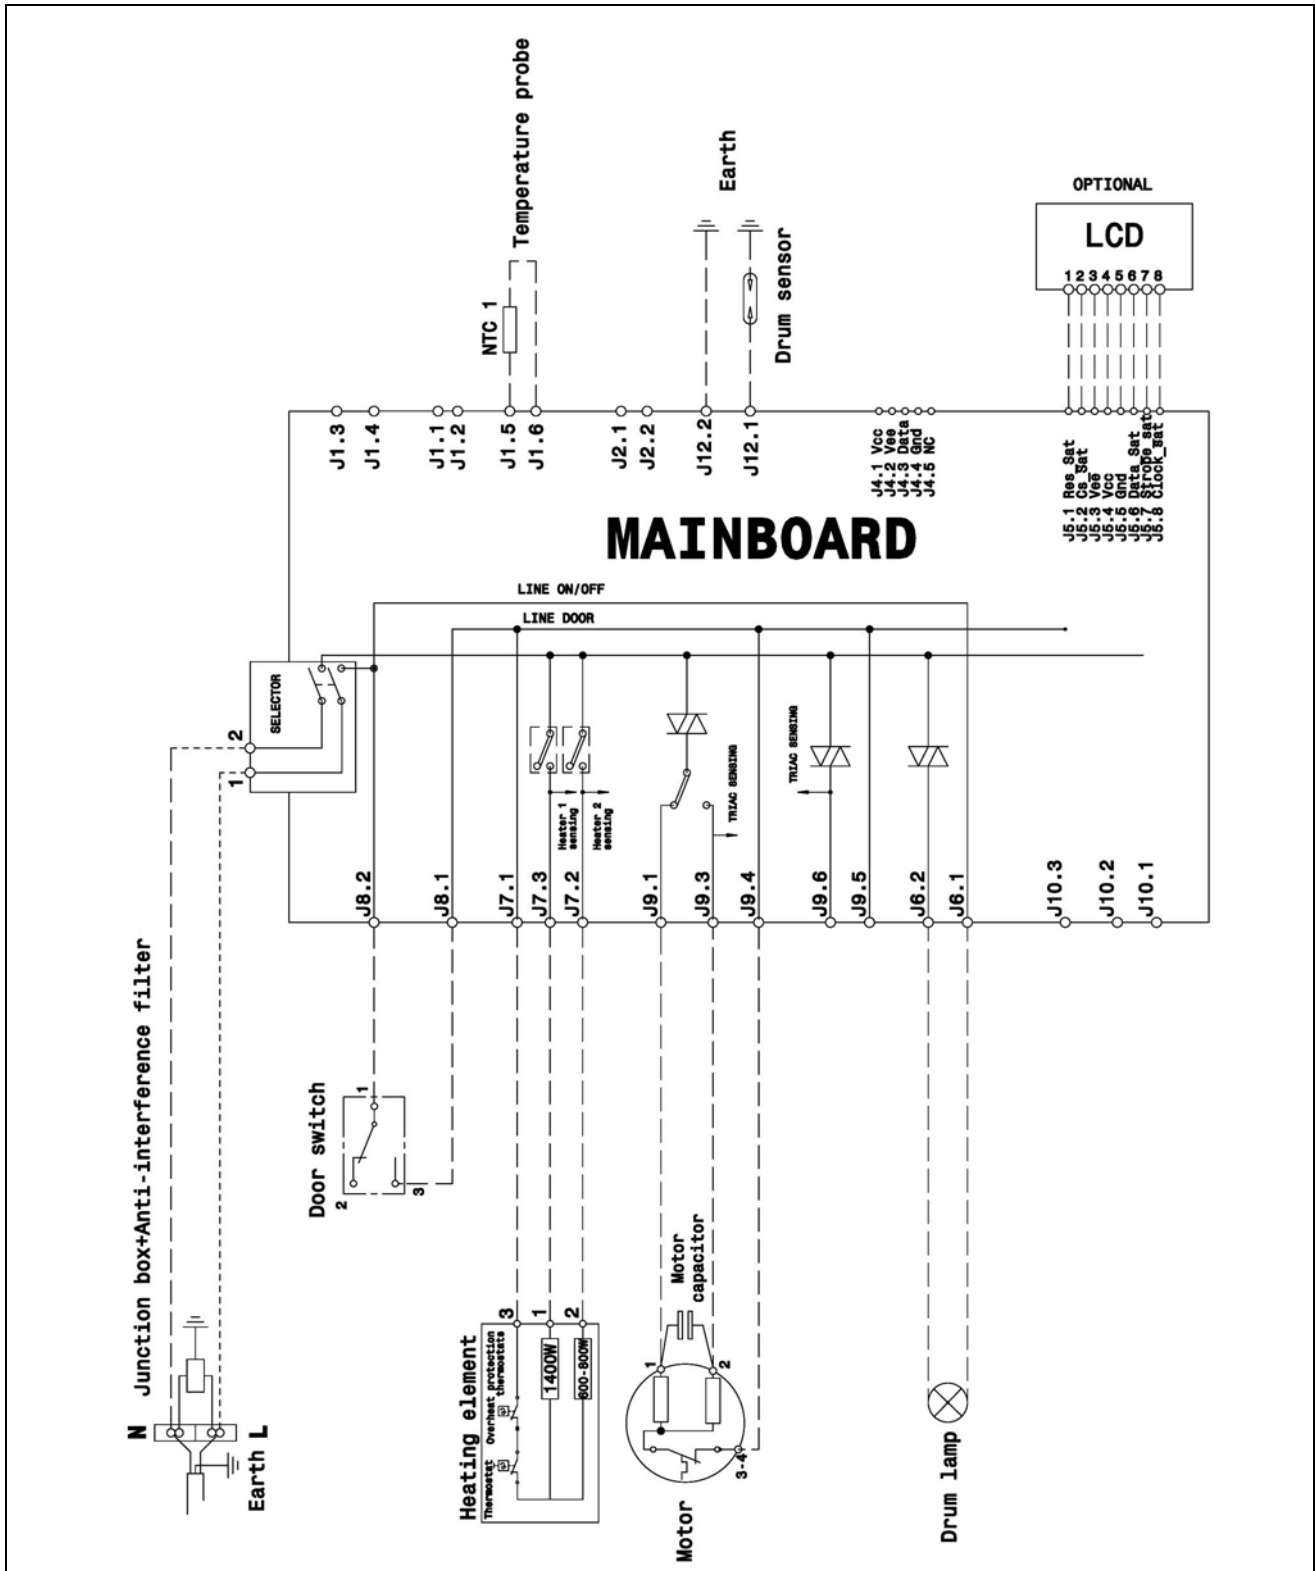 Temperature probe
NTC 1
Earth
Drum sensor
OPTIONAL
LCD
1 2 3 4 5 6 7 8
J1.3
J1.4
J1.1
J1.2
J1.5
J1.6
J2.1
J2.2
J12.2
J12.1
J4.1 Vcc
J4.2 Vee
J4.3 Data
J4.4 Gnd
J4.5 NC
J5.1 Res_Sat
J5.2 Cs_Sat
J5.3 Vee
J5.4 Vcc
J5.5 Gnd
J5.6 Data_Sat
J5.7 Strobe_sat
J5.8 Clock_sat
MAINBOARD
LINE ON/OFF
LINE DOOR
SELECTOR
2
1
Heater 1
sensing
Heater 2
sensing
TRIAC SENSING
TRIAC SENSING
J8.2
J8.1
J7.1
J7.3
J7.2
J9.1
J9.3
J9.4
J9.6
J9.5
J6.2
J6.1
J10.3
J10.2
J10.1
Junction box+Anti-interference filter
Door switch
1
2
3
N
L
Earth
Heating element
3
1
2
Thermostat
Overheat protection
thermostats
1400W
600-800W
Motor
capacitor
1
2
3-4
Motor
Drum lamp